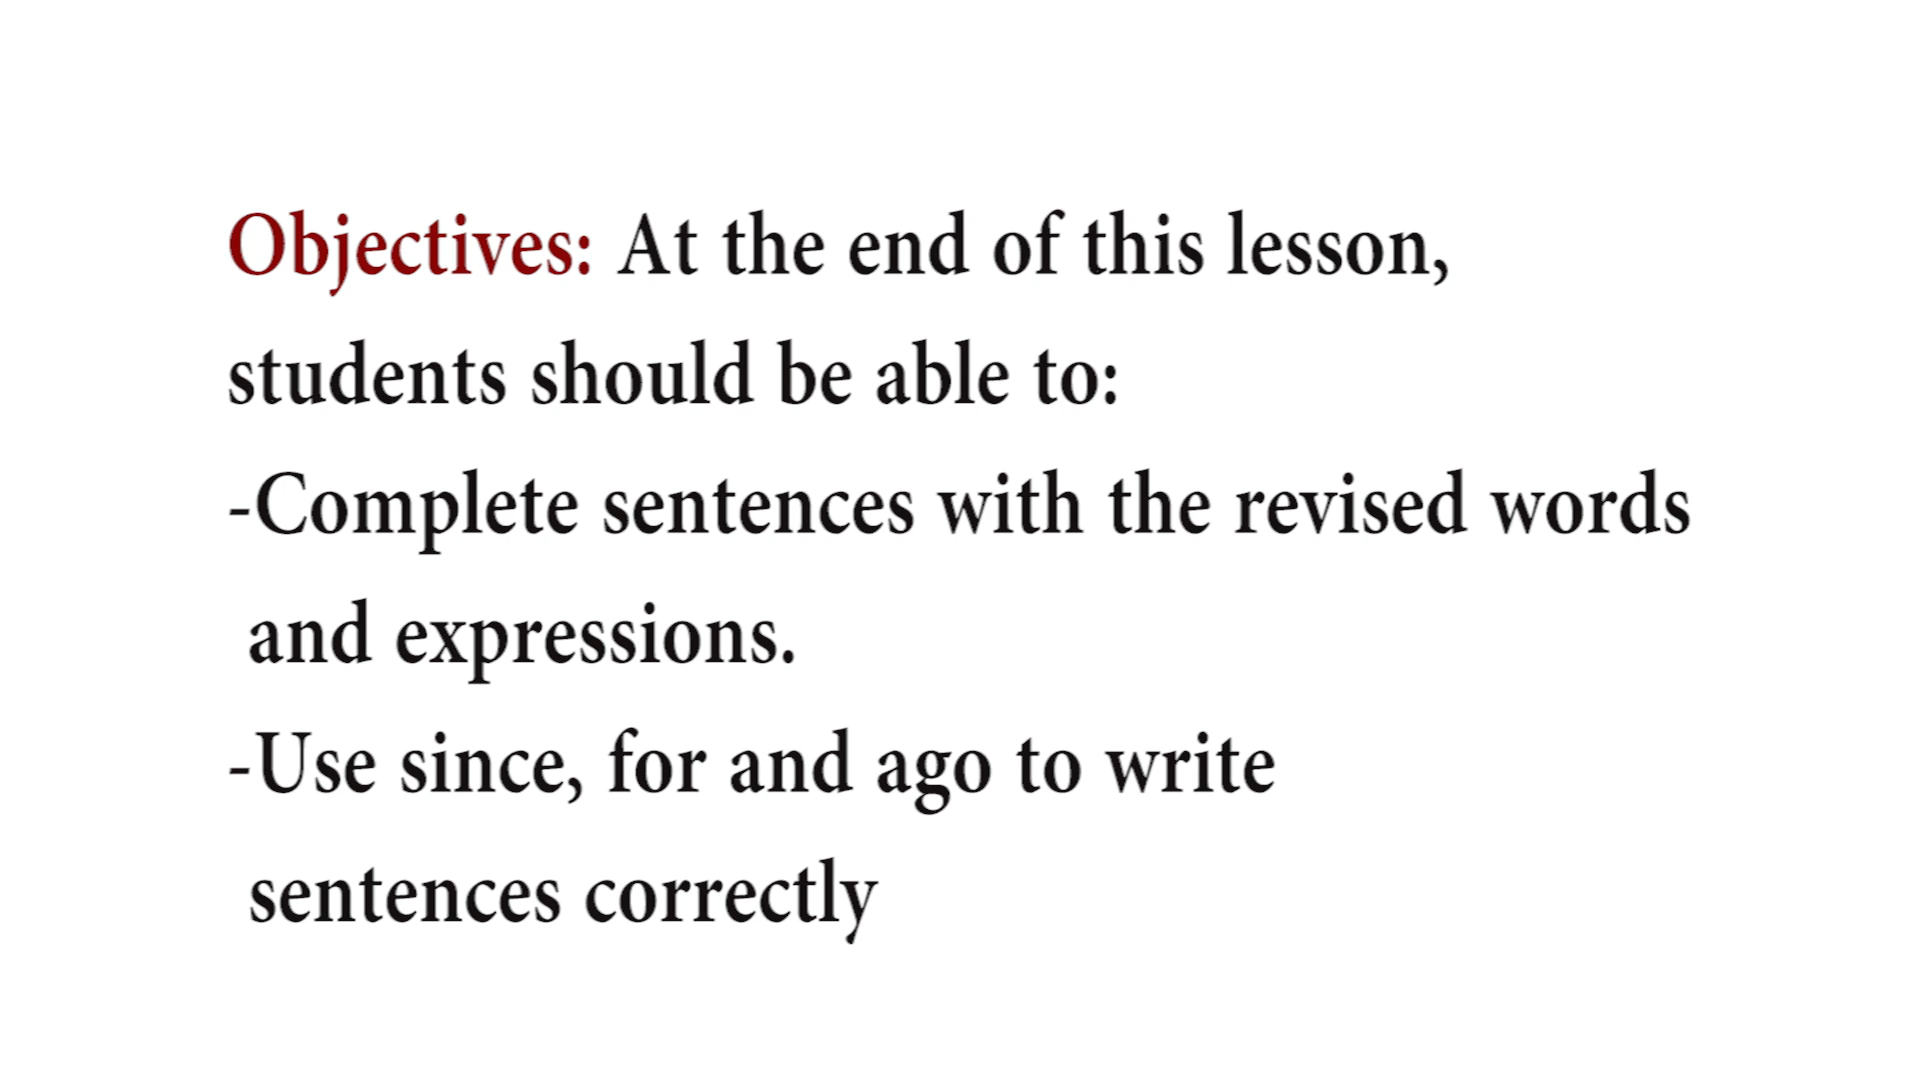 Objectives: At the end of this lesson,
students should be able to:
-Complete sentences with the revised words
and expressions.
-Use since, for and ago to write
sentences correctly